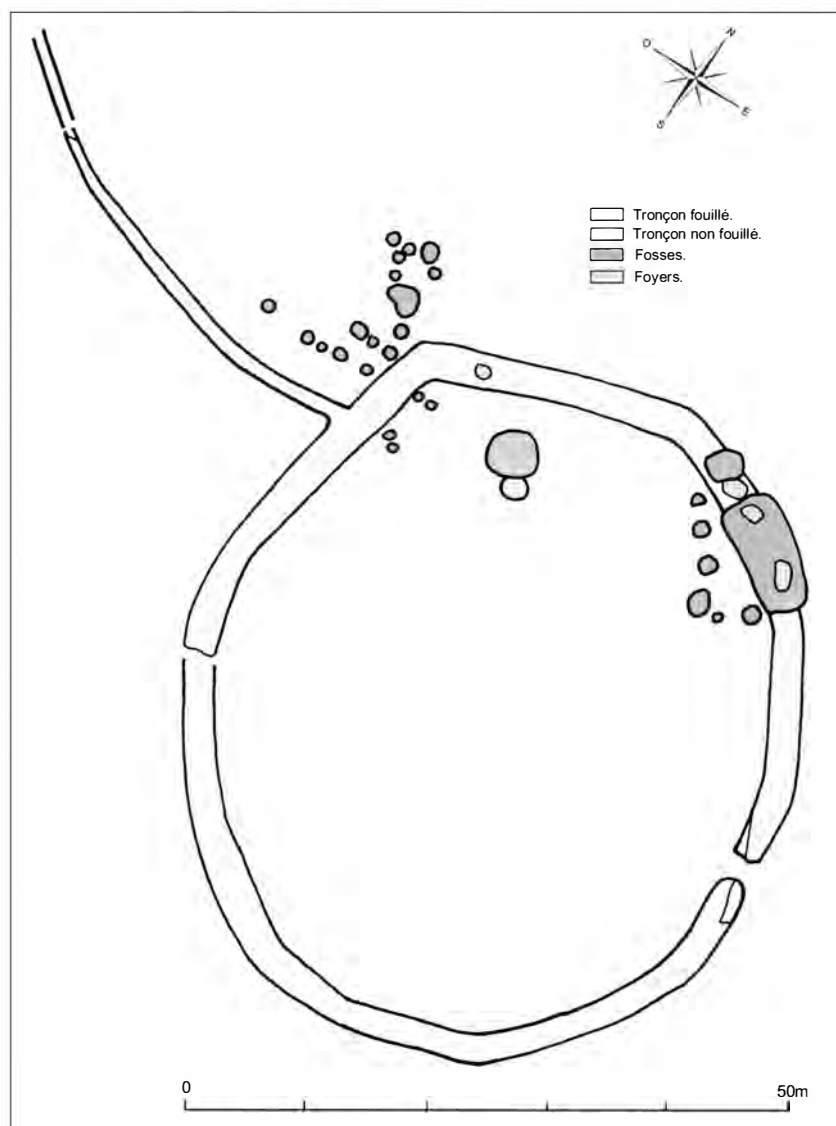 N
O
E
S
Tronçon fouillé.
Tronçon non fouillé.
Fosses.
Foyers.
0 50m